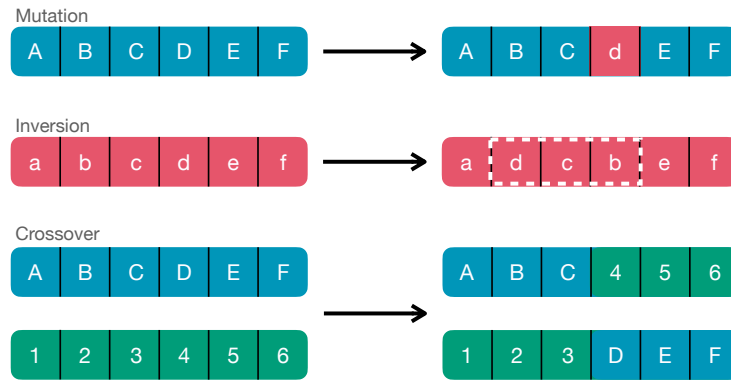 Mutation
A B C D E F A B C d E F
Inversion
a b c d e f a d c b e f
Crossover
A B C D E F A B C 4 5 6
1 2 3 4 5 6 1 2 3 D E F